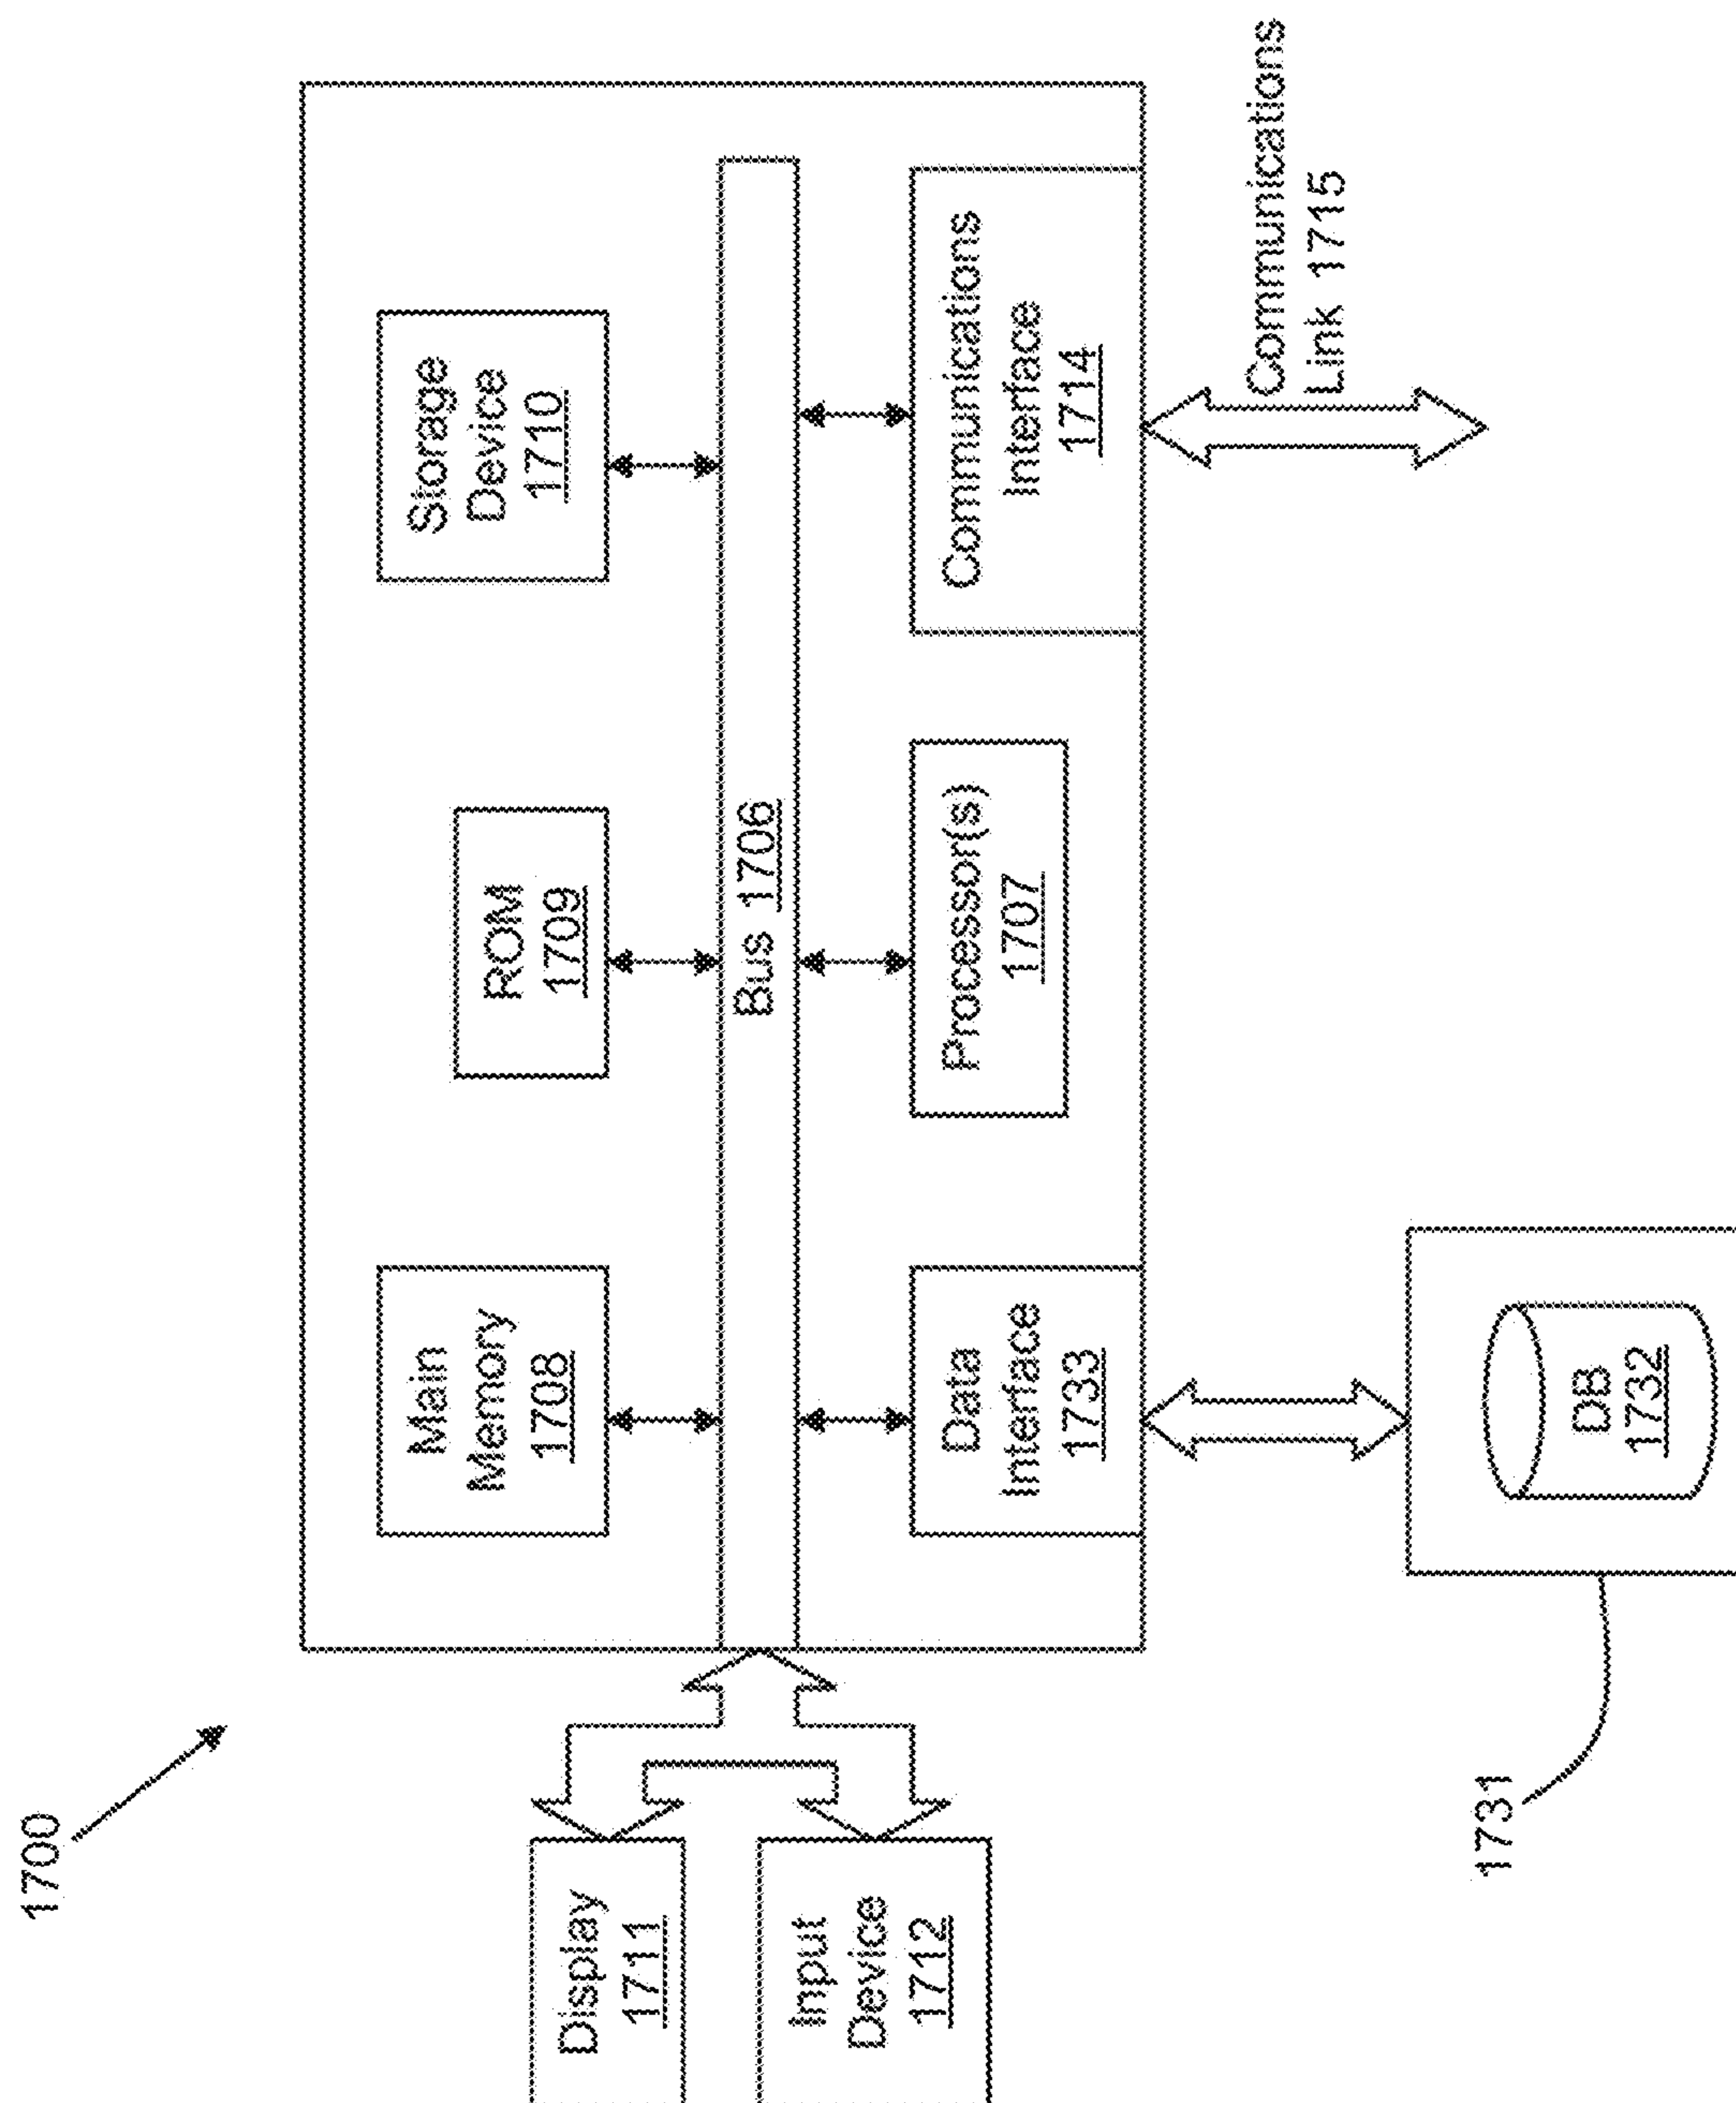 1700
Main
Memory
1708
ROM
1709
Storage
Device
1710
Display
1711
Bus 1706
Input
Device
1712
Data
Interface
1733
Processor(s)
1707
Communications
Interface
1714
Communications
Link 1715
1731
DB
1732